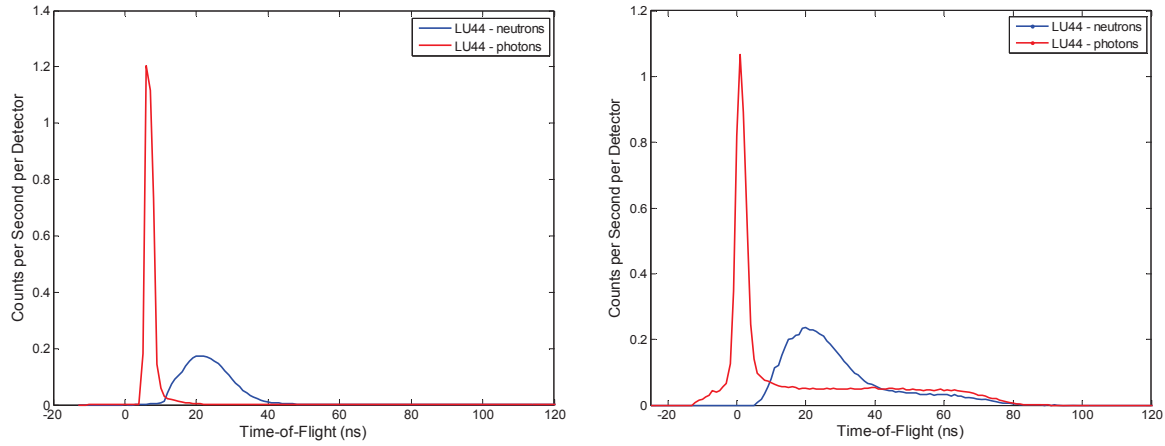 1.4
1.2
1
0.8
0.6
0.4
0.2
0
-20 0 20 40 60 80 100 120
Counts per Second per Detector
Time-of-Flight (ns)
LU44 - neutrons
LU44 - photons
1.2
1
0.8
0.6
0.4
0.2
0
-20 0 20 40 60 80 100 120
Counts per Second per Detector
Time-of-Flight (ns)
LU44 - neutrons
LU44 - photons